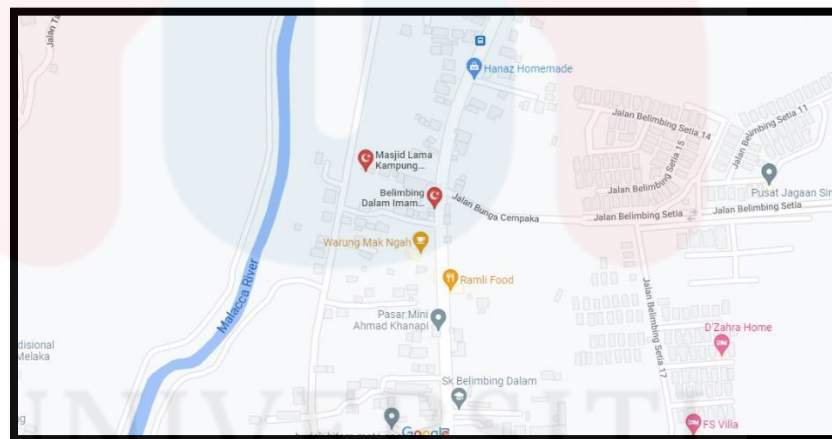 Jalan Ta
Hanaz Homemade
Jalan Belimbing Setia 14
Jalan Belimbing Setia 11
Jalan Belimbing Setia 15
Masjid Lama
Kampung...
Belimbing
Dalam Imam...
Jalan Bunga Cempaka
Pusat Jagaan Sin
Jalan Belimbing Setia
Jalan Belimbing Setia
Warung Mak Ngah
Ramli Food
Malacca River
Pasar Mini
Ahmad Khanapi
Jalan Belimbing Setia 17
D'Zahra Home
disional
Melaka
Sk Belimbing Dalam
Google
FS Villa
UNIVERSITI